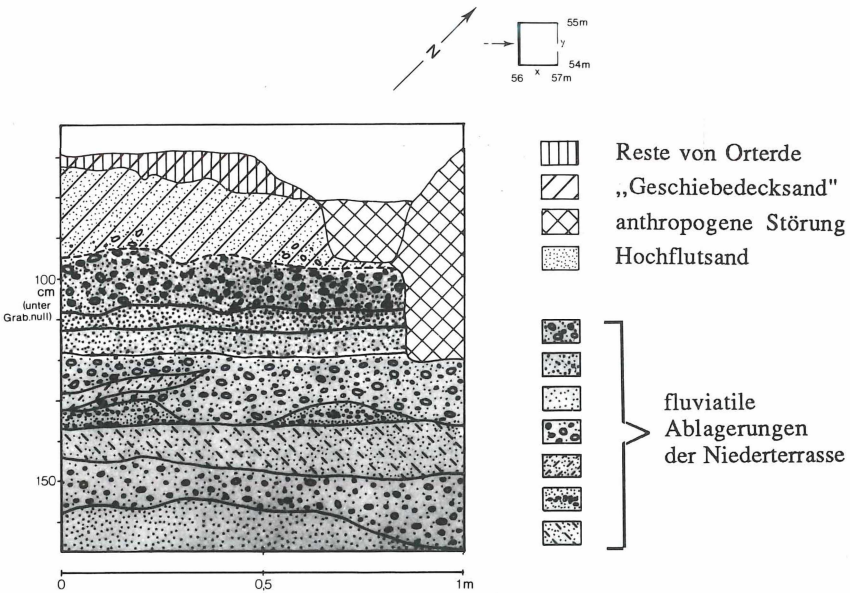 N
55m
y
54m
x
56 57m
Reste von Orterde
,,Geschiebedecksand"
anthropogene Störung
Hochflutsand
100
cm
(unter
Grab.null)
150
fluviatile
Ablagerungen
der Niederterrasse
0 0,5 1m